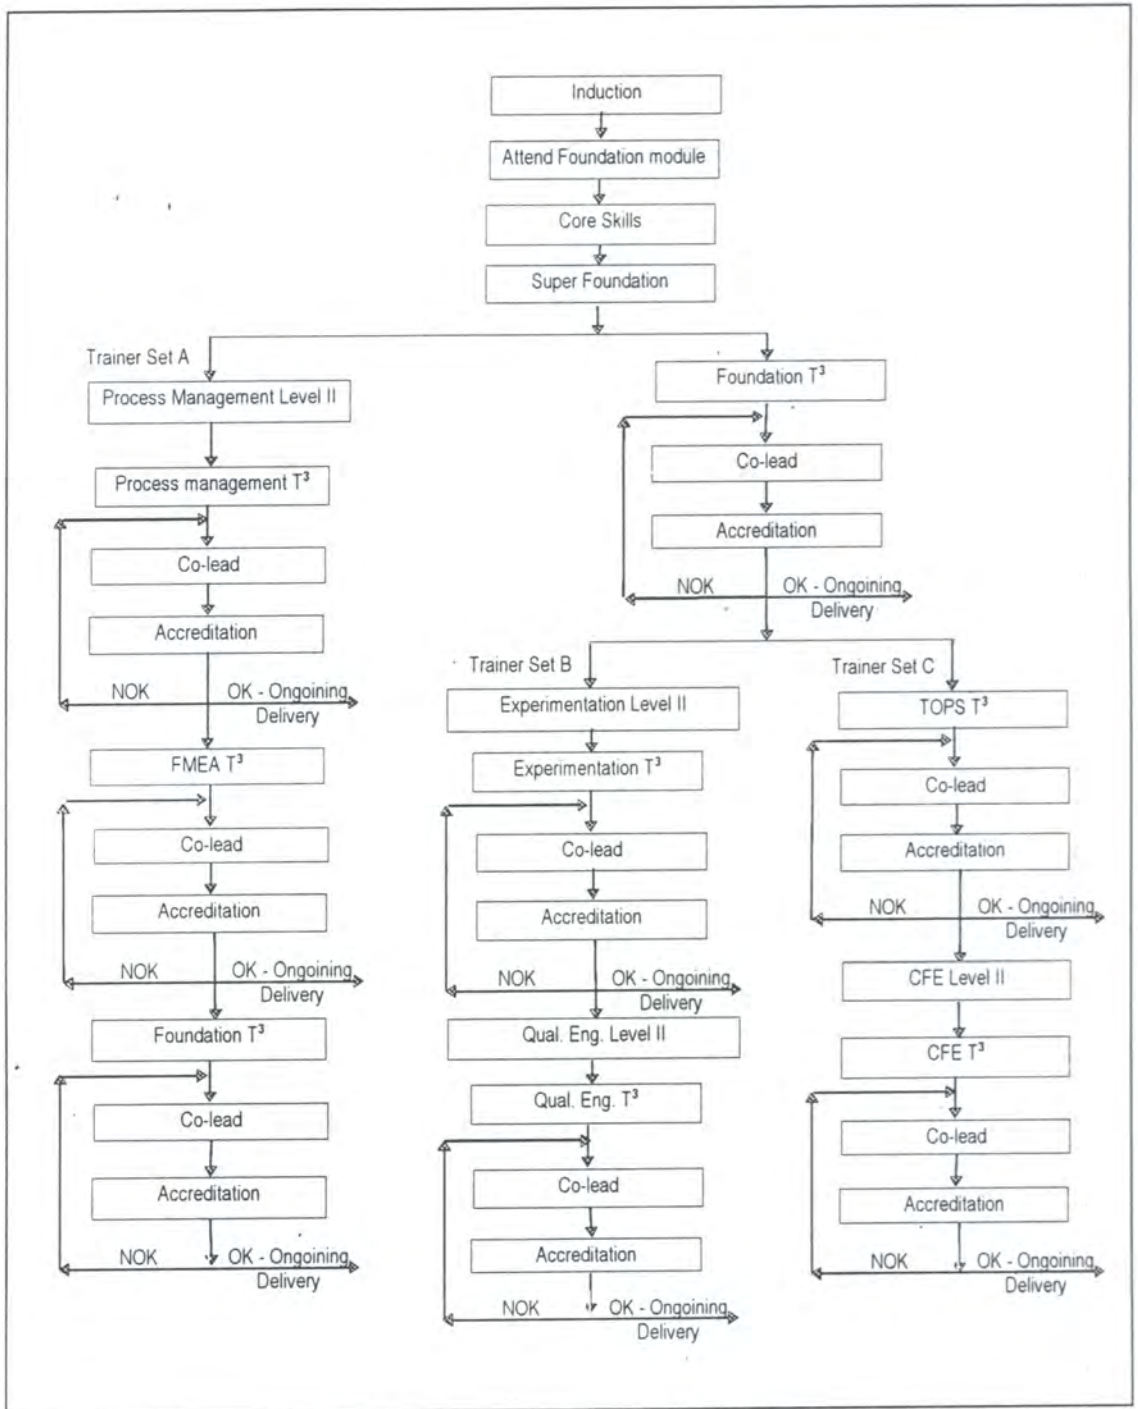 Induction
Attend Foundation module
Core Skills
Super Foundation
Trainer Set A
Process Management Level II
Process management T³
Co-lead
Accreditation
NOK
OK - Ongoining
Delivery
FMEA T³
Co-lead
Accreditation
NOK
OK - Ongoining
Delivery
Foundation T³
Co-lead
Accreditation
NOK
OK - Ongoining
Delivery
Foundation T³
Co-lead
Accreditation
NOK
OK - Ongoining
Delivery
Trainer Set B
Experimentation Level II
Experimentation T³
Co-lead
Accreditation
NOK
OK - Ongoining
Delivery
Qual. Eng. Level II
Qual. Eng. T³
Co-lead
Accreditation
NOK
OK - Ongoining
Delivery
Trainer Set C
TOPS T³
Co-lead
Accreditation
NOK
OK - Ongoining
Delivery
CFE Level II
CFE T³
Co-lead
Accreditation
NOK
OK - Ongoining
Delivery